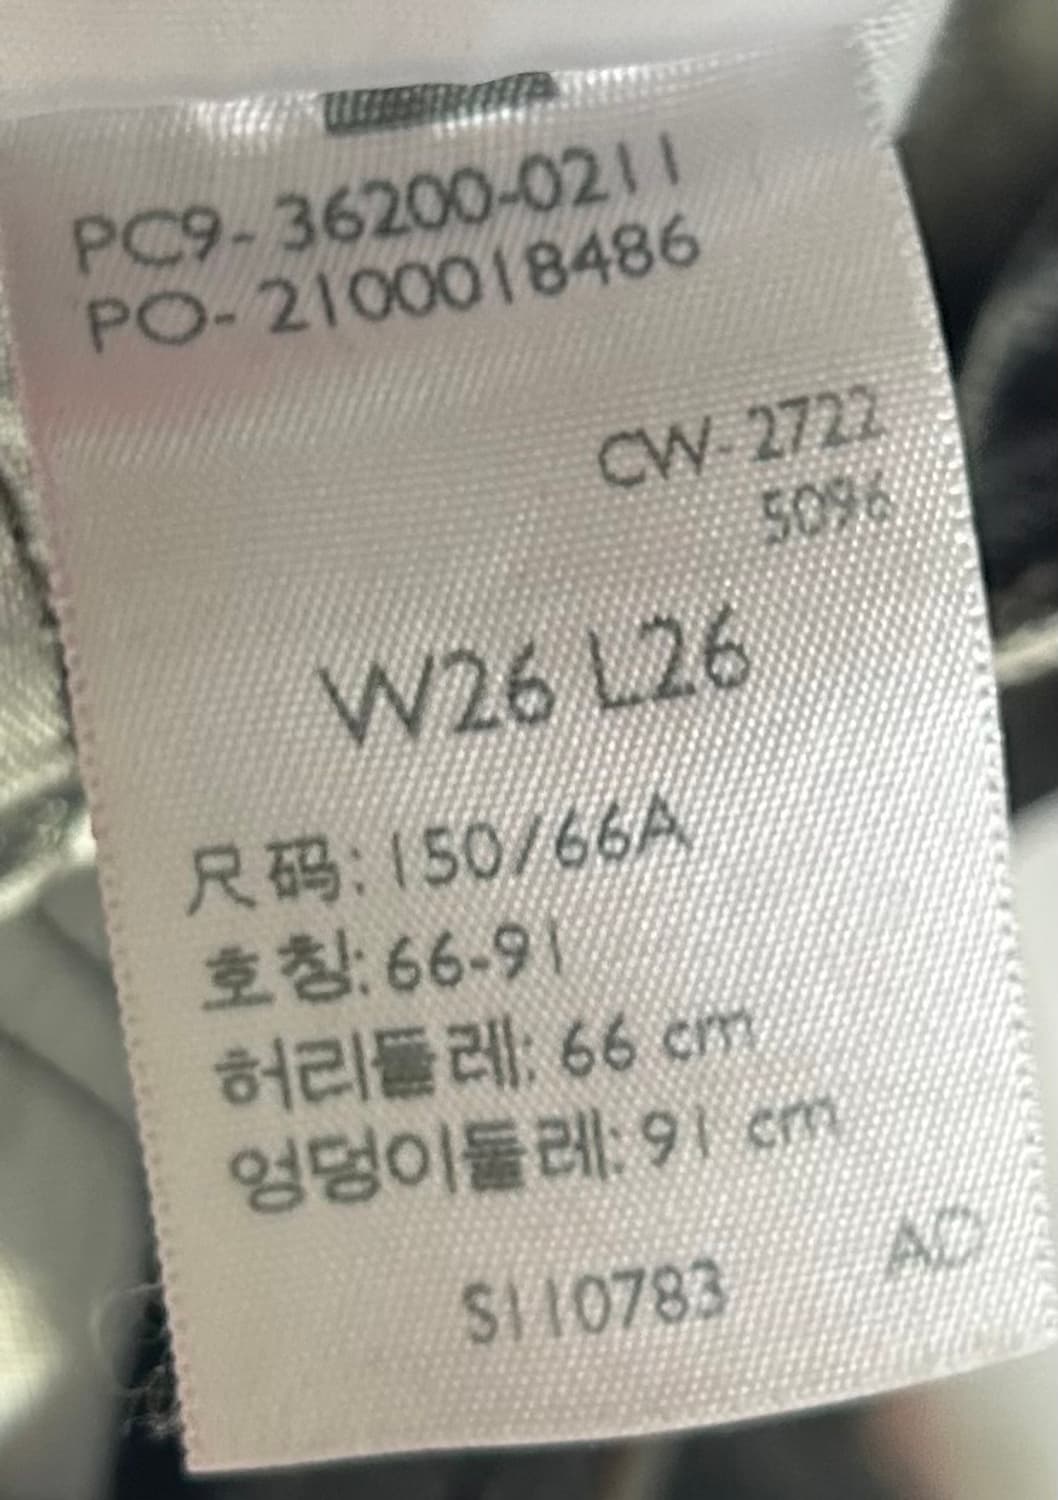 PC9-36200-0211
PO-2100018486
CW-2722
5096
W26 L26
尺码: 150/66A
호칭: 66-91
허리둘레: 66 cm
엉덩이둘레: 91 cm
AD
S110783